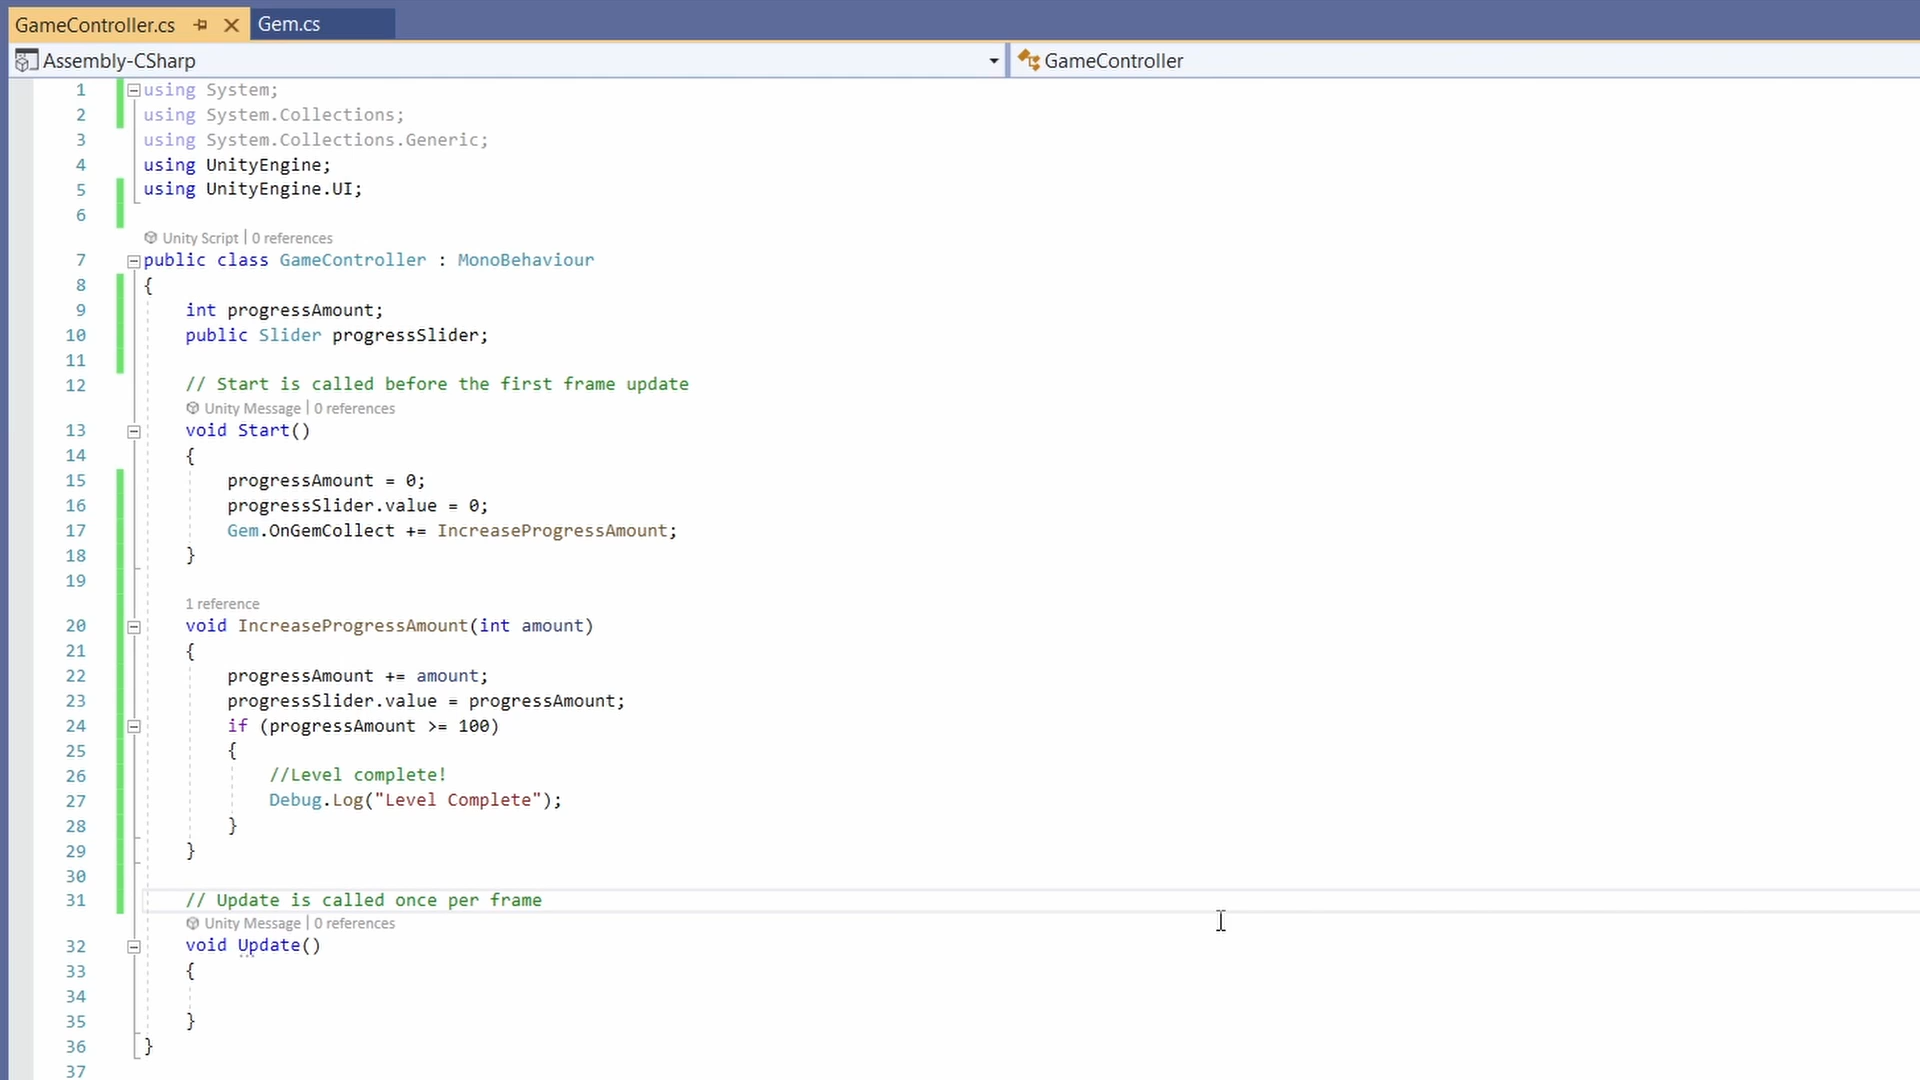 GameController.cs Gem.cs
Assembly-CSharp GameController
1 using System;
2 using System.Collections;
3 using System.Collections.Generic;
4 using UnityEngine;
5 using UnityEngine.UI;
6
Unity Script | 0 references
7 public class GameController : MonoBehaviour
8 {
9 int progressAmount;
10 public Slider progressSlider;
11
12 // Start is called before the first frame update
Unity Message | 0 references
13 void Start()
14 {
15 progressAmount = 0;
16 progressSlider.value = 0;
17 Gem.OnGemCollect += IncreaseProgressAmount;
18 }
19
1 reference
20 void IncreaseProgressAmount(int amount)
21 {
22 progressAmount += amount;
23 progressSlider.value = progressAmount;
24 if (progressAmount >= 100)
25 {
26 //Level complete!
27 Debug.Log("Level Complete");
28 }
29 }
30
31 // Update is called once per frame
Unity Message | 0 references
32 void Update()
33 {
34
35 }
36 }
37